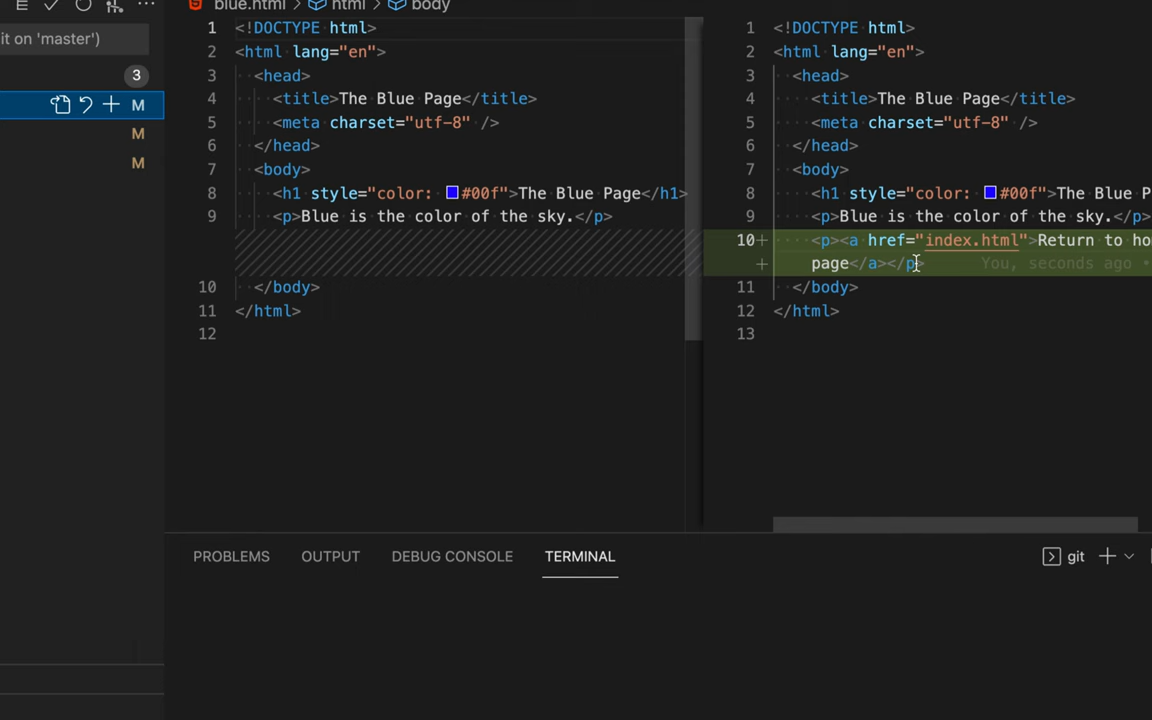 blue.html > html > body
it on 'master')
3
M
M
M
1 <!DOCTYPE html>
2 <html lang="en">
3 <head>
4 <title>The Blue Page</title>
5 <meta charset="utf-8" />
6 </head>
7 <body>
8 <h1 style="color: #00f">The Blue Page</h1>
9 <p>Blue is the color of the sky.</p>
10 </body>
11 </html>
12
1 <!DOCTYPE html>
2 <html lang="en">
3 <head>
4 <title>The Blue Page</title>
5 <meta charset="utf-8" />
6 </head>
7 <body>
8 <h1 style="color: #00f">The Blue P
9 <p>Blue is the color of the sky.</p>
10+ <p><a href="index.html">Return to ho
+ page</a></p> You, seconds ago •
11 </body>
12 </html>
13
PROBLEMS OUTPUT DEBUG CONSOLE TERMINAL git